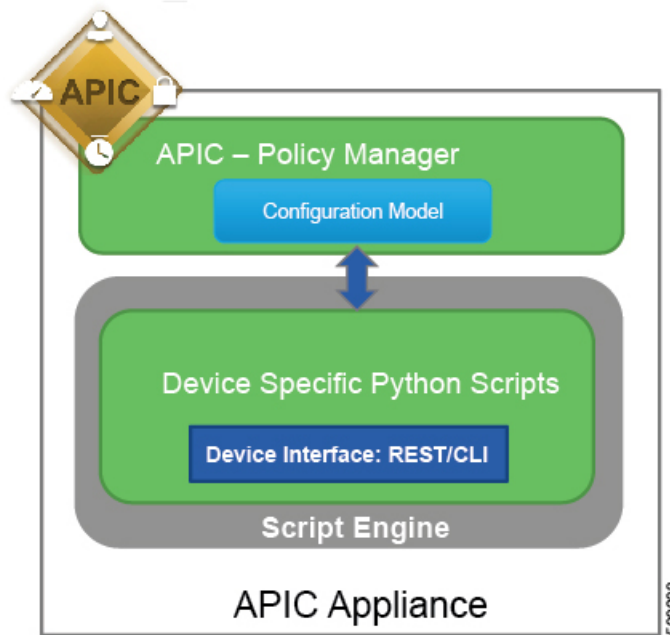 APIC
APIC – Policy Manager
Configuration Model
Device Specific Python Scripts
Device Interface: REST/CLI
Script Engine
APIC Appliance